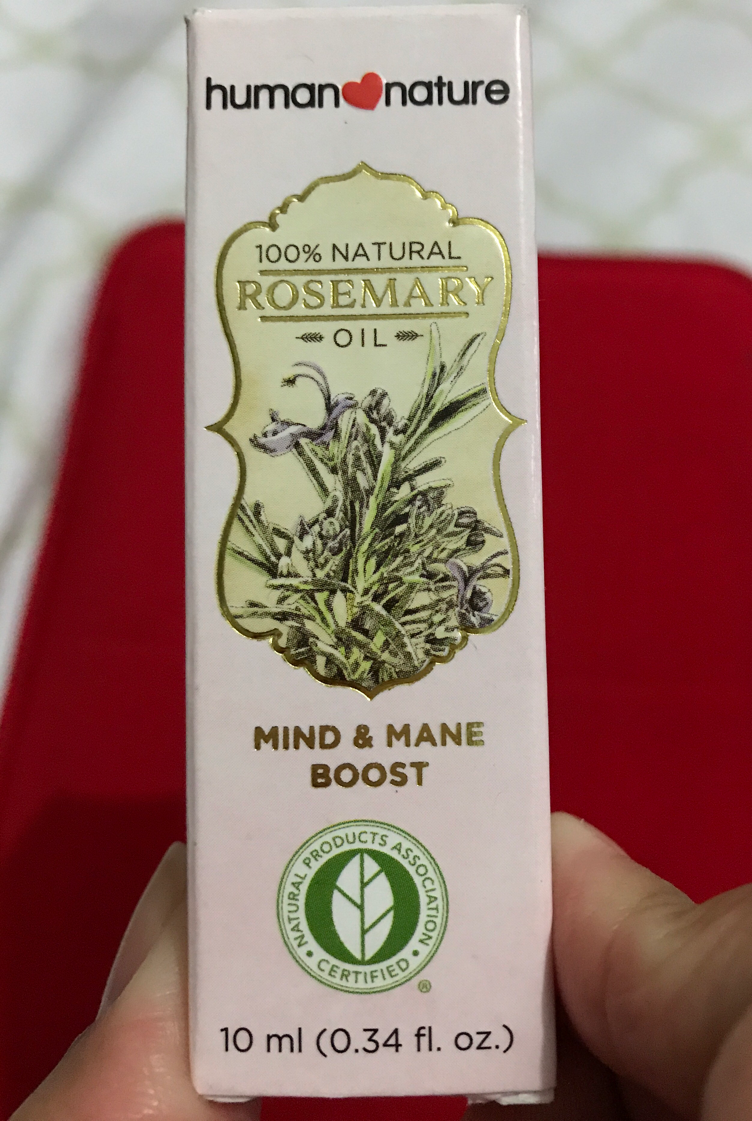 human nature
100% NATURAL
ROSEMARY
OIL
MIND & MANE
BOOST
NATURAL PRODUCTS ASSOCIATION
• CERTIFIED •
®
10 ml (0.34 fl. oz.)